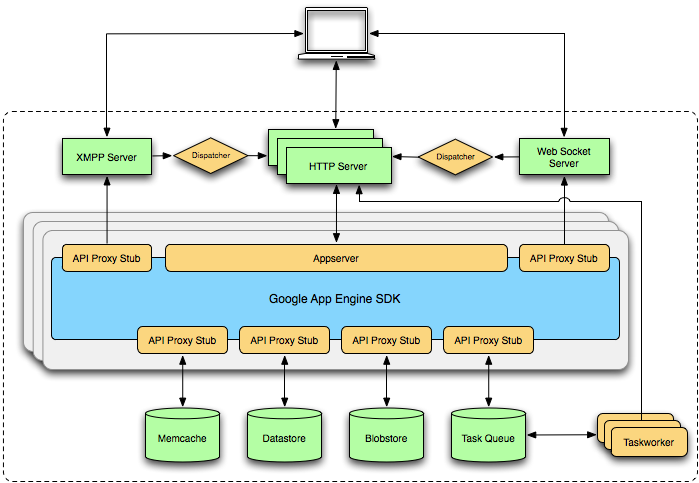 XMPP Server
Dispatcher
HTTP Server
Dispatcher
Web Socket
Server
API Proxy Stub
Appserver
API Proxy Stub
Google App Engine SDK
API Proxy Stub
API Proxy Stub
API Proxy Stub
API Proxy Stub
Memcache
Datastore
Blobstore
Task Queue
Taskworker